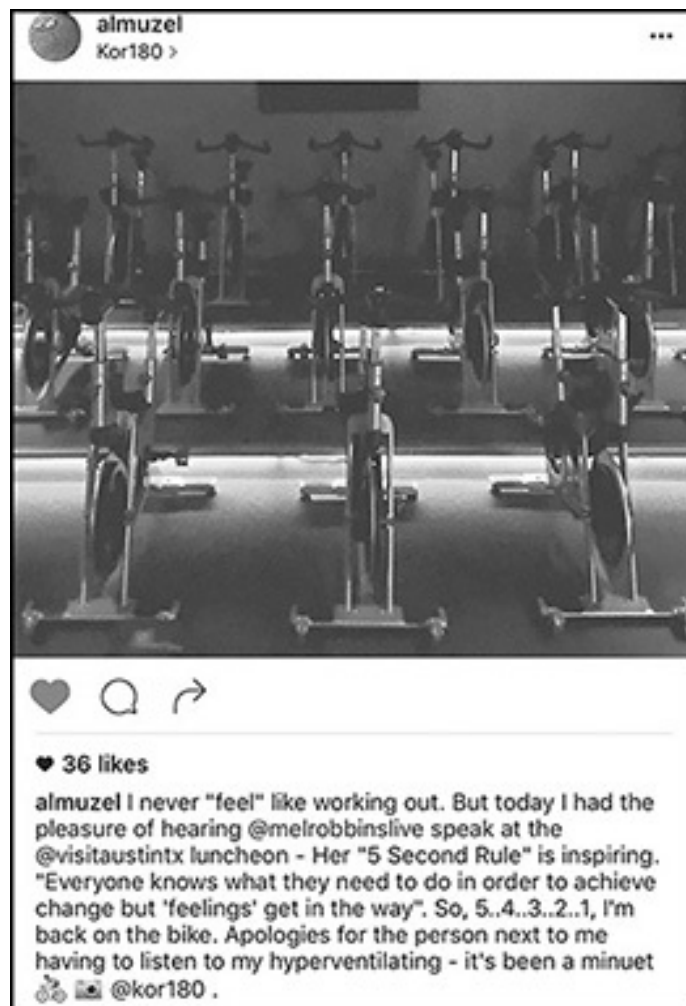 almuzel
Kor180 >
36 likes
almuzel I never "feel" like working out. But today I had the
pleasure of hearing @melrobbinslive speak at the
@visitaustintx luncheon - Her "5 Second Rule" is inspiring.
"Everyone knows what they need to do in order to achieve
change but 'feelings' get in the way". So, 5..4..3..2..1, I'm
back on the bike. Apologies for the person next to me
having to listen to my hyperventilating - it's been a minuet
🚴 📷 @kor180 .